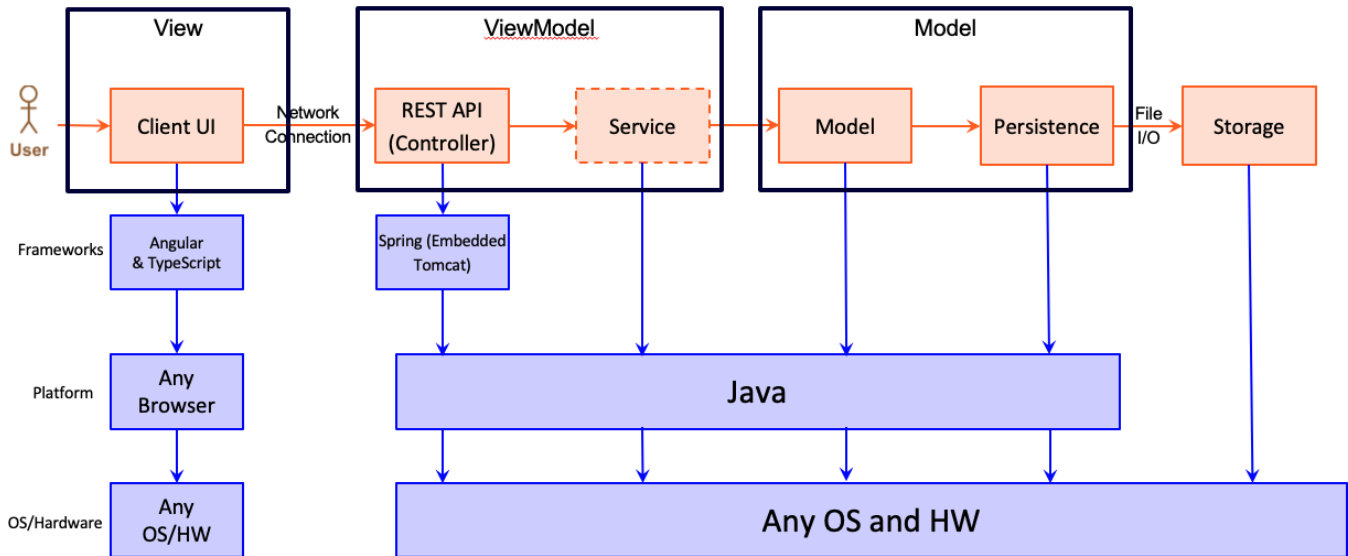 View
ViewModel
Model
User
Client UI
Network
Connection
REST API
(Controller)
Service
Model
Persistence
File
I/O
Storage
Frameworks
Angular
& TypeScript
Spring (Embedded
Tomcat)
Platform
Any
Browser
Java
OS/Hardware
Any
OS/HW
Any OS and HW